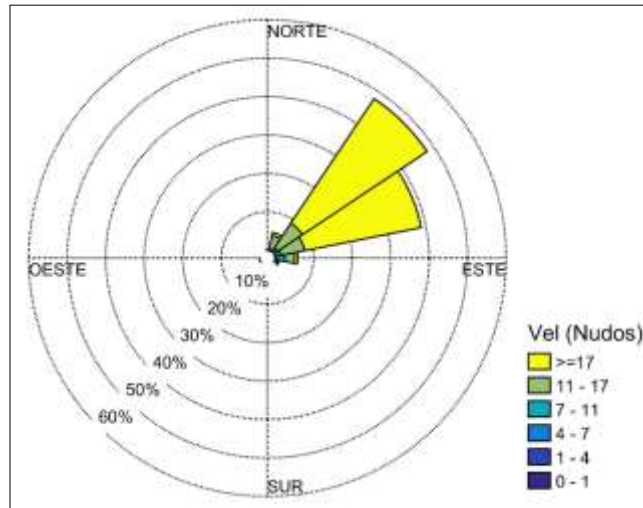 NORTE
OESTE
ESTE
10%
20%
30%
40%
50%
60%
SUR
Vel (Nudos)
>=17
11 - 17
7 - 11
4 - 7
1 - 4
0 - 1